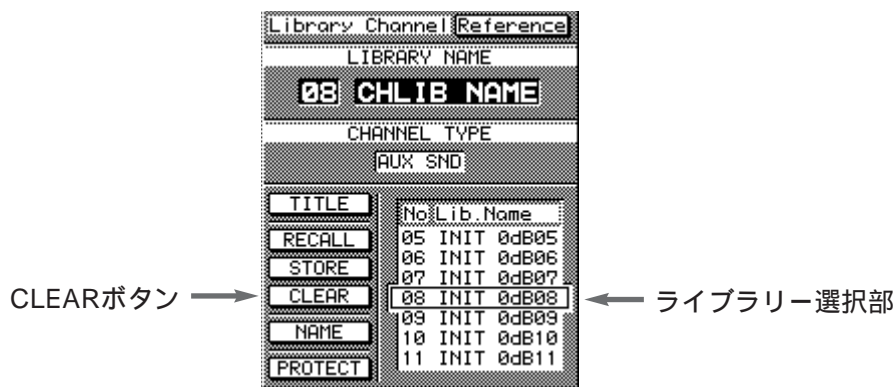 Library Channel Reference
LIBRARY NAME
08 CHLIB NAME
CHANNEL TYPE
AUX SND
TITLE
RECALL
STORE
CLEAR
NAME
PROTECT
No Lib.Name
05 INIT 0dB05
06 INIT 0dB06
07 INIT 0dB07
08 INIT 0dB08
09 INIT 0dB09
10 INIT 0dB10
11 INIT 0dB11
CLEARボタン
ライブラリー選択部